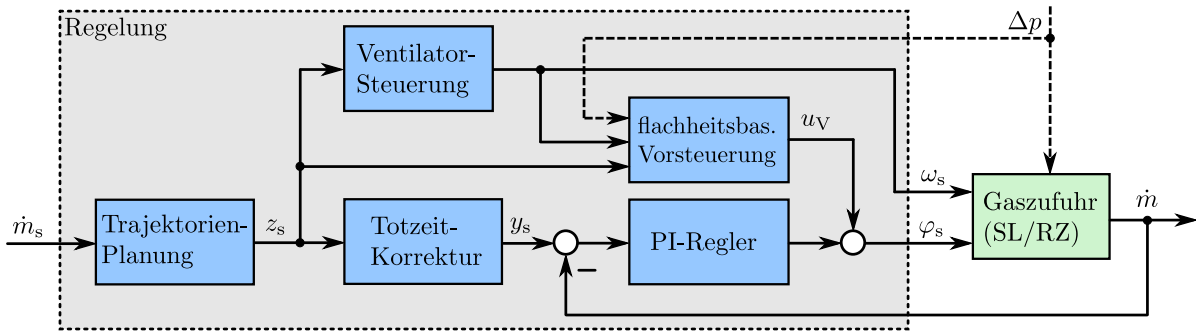 Regelung
Δp
Ventilator-
Steuerung
flachheitsbas.
Vorsteuerung
u_V
ω_s
ṁ_s
Trajektorien-
Planung
z_s
Totzeit-
Korrektur
y_s
−
PI-Regler
φ_s
Gaszufuhr
(SL/RZ)
ṁ